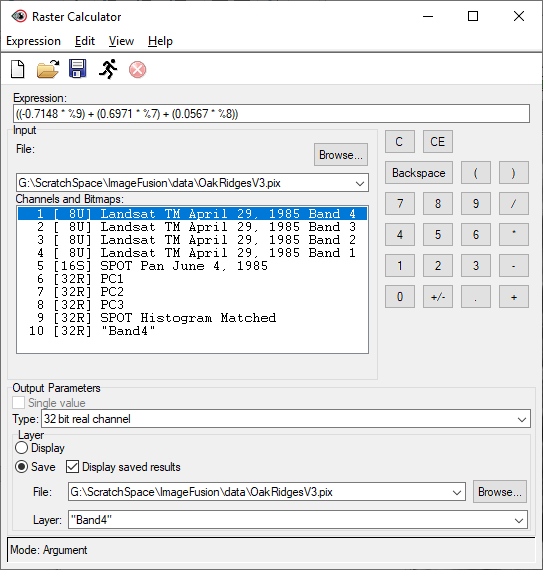 Raster Calculator
Expression Edit View Help
Expression:
((-0.7148 * %9) + (0.6971 * %7) + (0.0567 * %8))
Input
File:
Browse...
G:\ScratchSpace\ImageFusion\data\OakRidgesV3.pix
Channels and Bitmaps:
1 [ 8U] Landsat TM April 29, 1985 Band 4
2 [ 8U] Landsat TM April 29, 1985 Band 3
3 [ 8U] Landsat TM April 29, 1985 Band 2
4 [ 8U] Landsat TM April 29, 1985 Band 1
5 [16S] SPOT Pan June 4, 1985
6 [32R] PC1
7 [32R] PC2
8 [32R] PC3
9 [32R] SPOT Histogram Matched
10 [32R] "Band4"
C CE
Backspace ( )
7 8 9 /
4 5 6 *
1 2 3 -
0 +/- . +
Output Parameters
Single value
Type: 32 bit real channel
Layer
Display
Save Display saved results
File: G:\ScratchSpace\ImageFusion\data\OakRidgesV3.pix Browse...
Layer: "Band4"
Mode: Argument